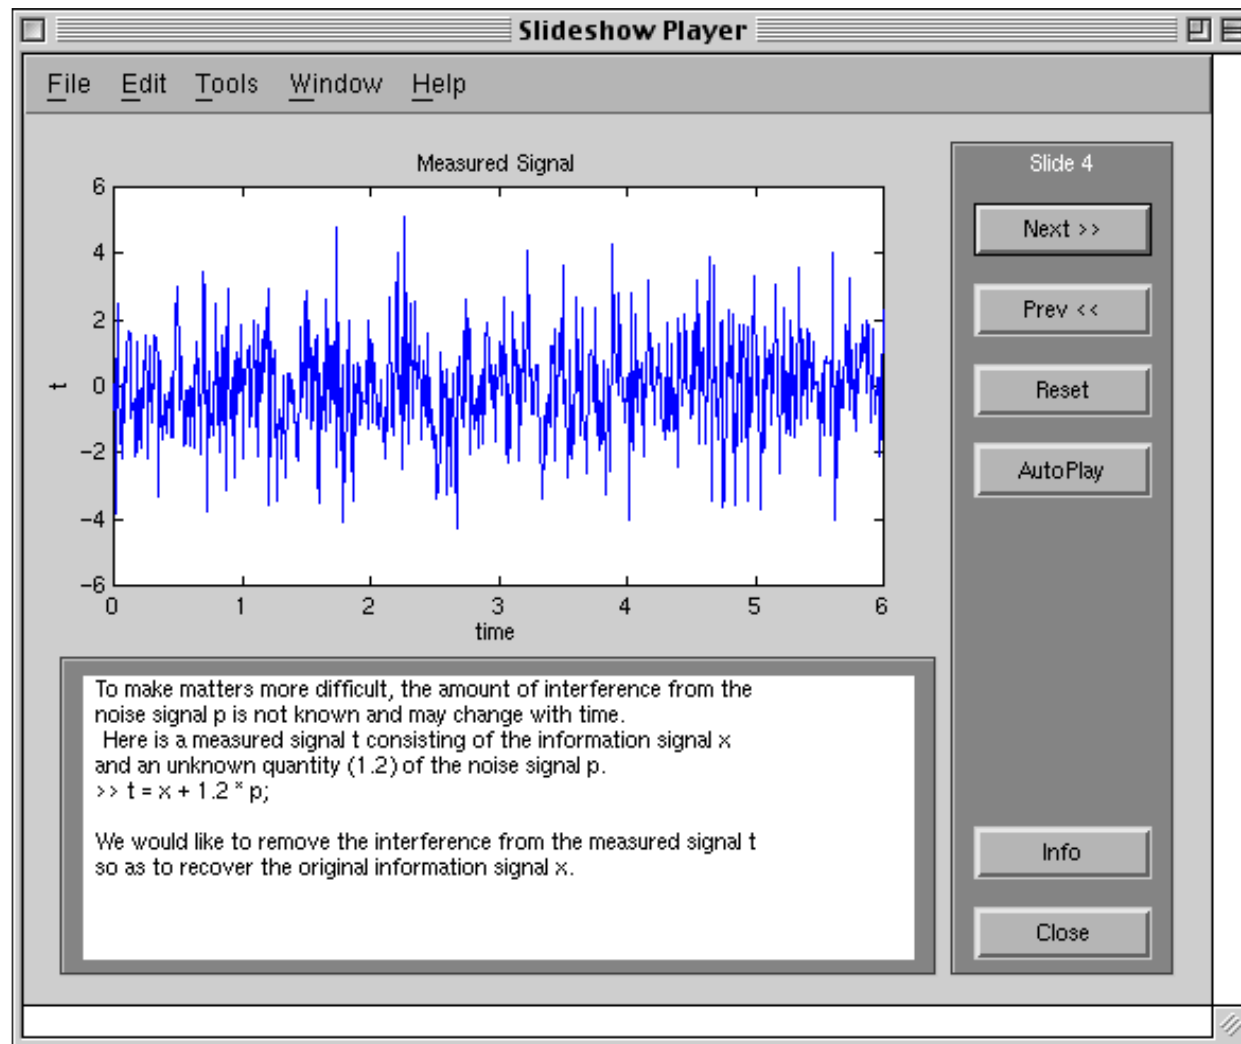 Slideshow Player
File Edit Tools Window Help
Measured Signal
6
4
2
0
−2
−4
−6
t
0 1 2 3 4 5 6
time
To make matters more difficult, the amount of interference from the
noise signal p is not known and may change with time.
Here is a measured signal t consisting of the information signal x
and an unknown quantity (1.2) of the noise signal p.
>> t = x + 1.2 * p;
We would like to remove the interference from the measured signal t
so as to recover the original information signal x.
Slide 4
Next >>
Prev <<
Reset
AutoPlay
Info
Close